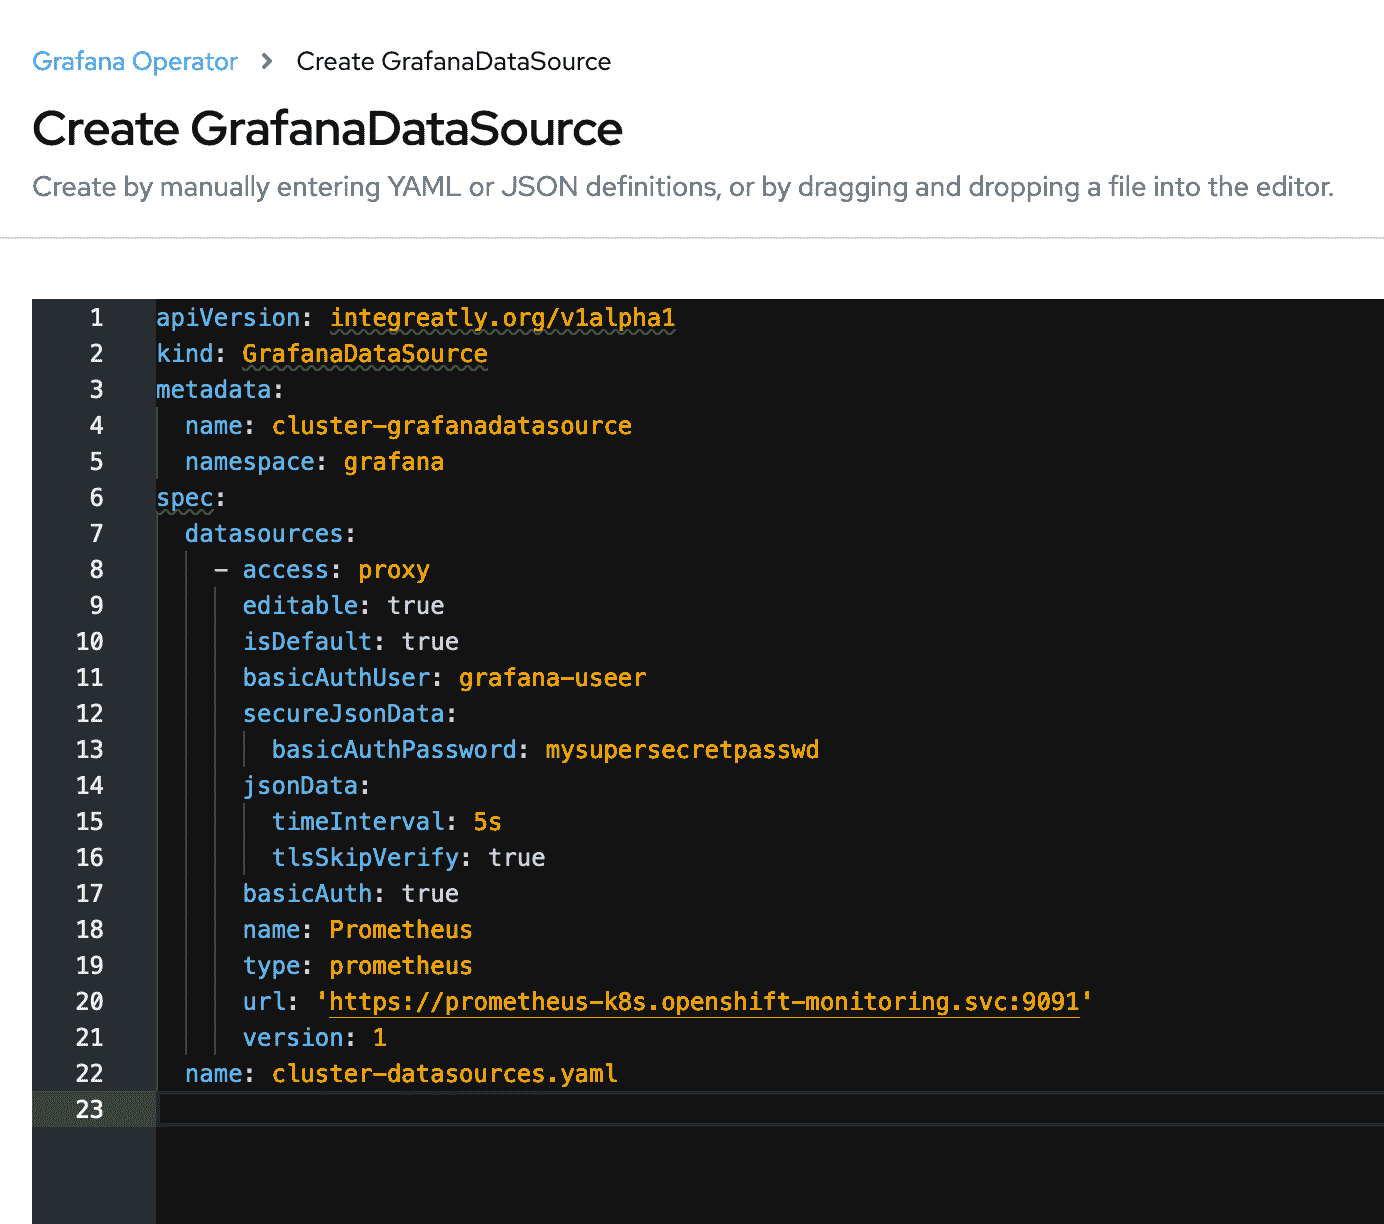 Grafana Operator > Create GrafanaDataSource
Create GrafanaDataSource
Create by manually entering YAML or JSON definitions, or by dragging and dropping a file into the editor.
1 apiVersion: integreatly.org/v1alpha1
2 kind: GrafanaDataSource
3 metadata:
4   name: cluster-grafanadatasource
5   namespace: grafana
6 spec:
7   datasources:
8     - access: proxy
9       editable: true
10       isDefault: true
11       basicAuthUser: grafana-useer
12       secureJsonData:
13         basicAuthPassword: mysupersecretpasswd
14       jsonData:
15         timeInterval: 5s
16         tlsSkipVerify: true
17       basicAuth: true
18       name: Prometheus
19       type: prometheus
20       url: 'https://prometheus-k8s.openshift-monitoring.svc:9091'
21       version: 1
22   name: cluster-datasources.yaml
23